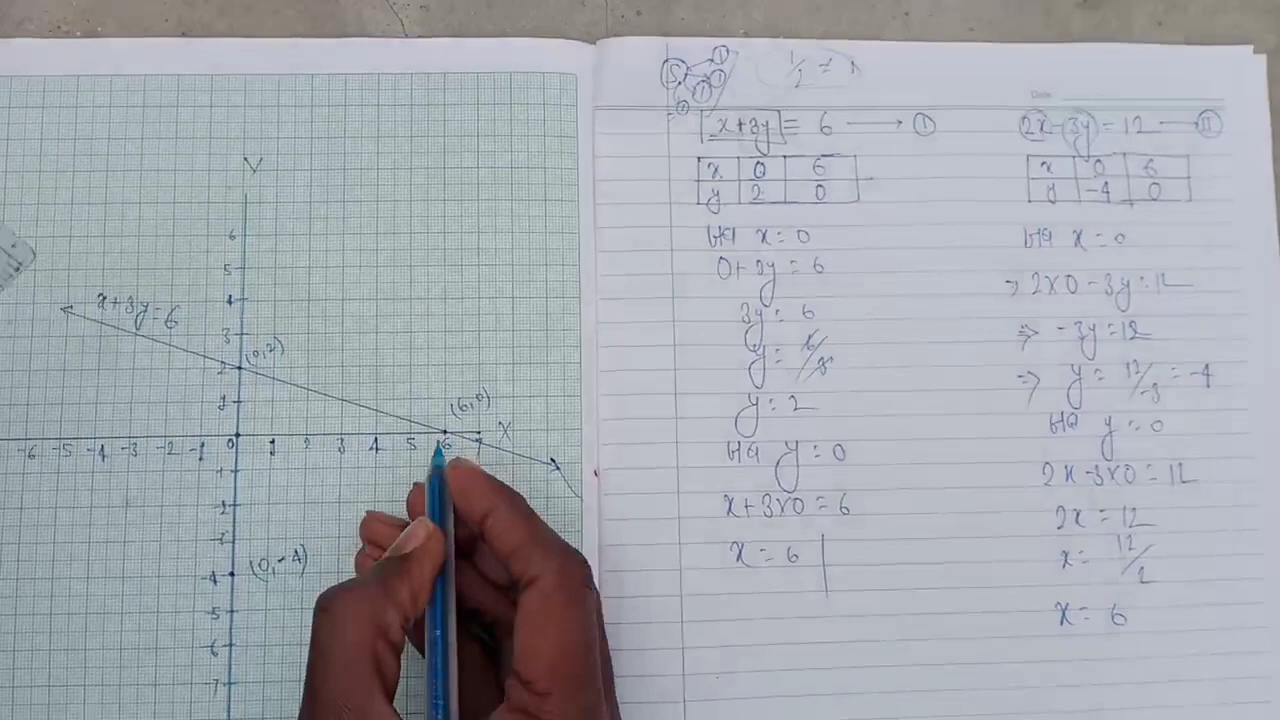 Y
6
5
4
3
2
1
-6 -5 -4 -3 -2 -1 0 1 2 3 4 5 6 7 X
-2
-3
-4
-5
-6
-7
x+3y=6
(0,2)
(6,0)
(0,-4)
1/2 = 1
Date
x+3y = 6 → I
x 0 6
y 2 0
x = 0
0+3y = 6
3y = 6
y = 6/3
y = 2
y = 0
x+3×0 = 6
x = 6
2x-3y = 12 → II
x 0 6
y -4 0
x = 0
⇒ 2×0-3y=12
⇒ -3y=12
⇒ y = 12/-3 = -4
y = 0
2x-3×0=12
2x = 12
x = 12/2
x = 6